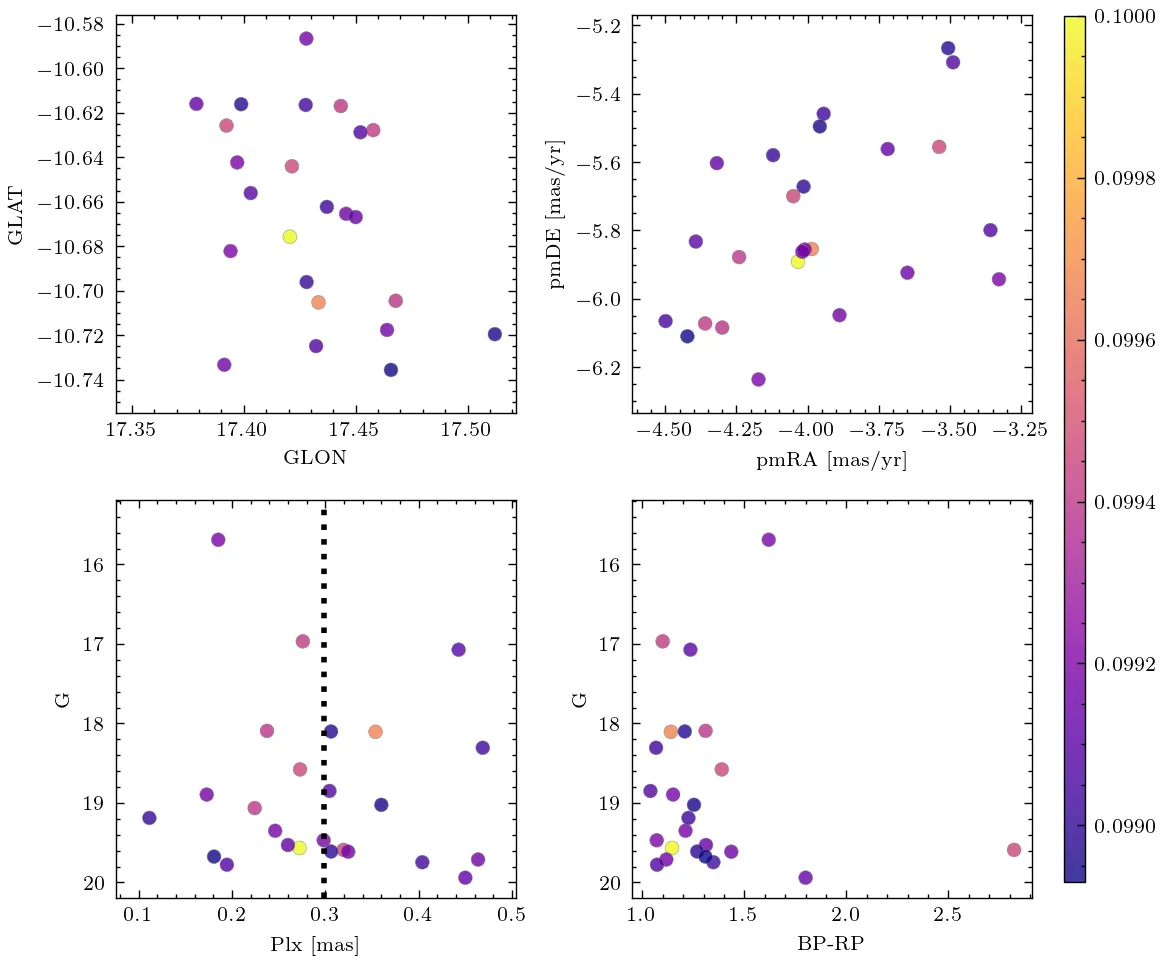 −10.58
−10.60
−10.62
−10.64
−10.66
−10.68
−10.70
−10.72
−10.74
GLAT
17.35 17.40 17.45 17.50
GLON
−5.2
−5.4
−5.6
−5.8
−6.0
−6.2
pmDE [mas/yr]
−4.50 −4.25 −4.00 −3.75 −3.50 −3.25
pmRA [mas/yr]
16
17
18
19
20
G
0.1 0.2 0.3 0.4 0.5
Plx [mas]
16
17
18
19
20
G
1.0 1.5 2.0 2.5
BP-RP
0.1000
0.0998
0.0996
0.0994
0.0992
0.0990